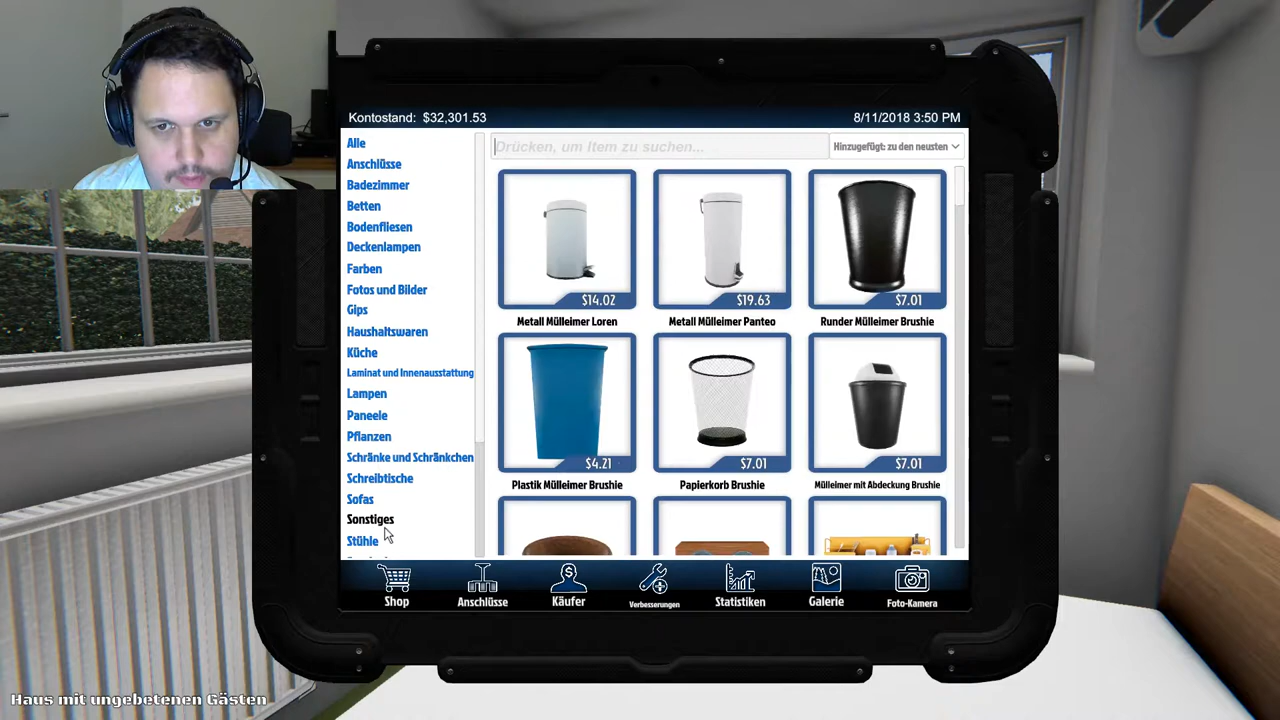 Kontostand: $32,301.53
8/11/2018 3:50 PM
Alle
Anschlüsse
Badezimmer
Betten
Bodenfliesen
Deckenlampen
Farben
Fotos und Bilder
Gips
Haushaltswaren
Küche
Laminat und Innenausstattung
Lampen
Paneele
Pflanzen
Schränke und Schränkchen
Schreibtische
Sofas
Sonstiges
Stühle
Drücken, um Item zu suchen...
Hinzugefügt: zu den neusten
$14.02
$19.63
$7.01
Metall Mülleimer Loren
Metall Mülleimer Panteo
Runder Mülleimer Brushie
$4.21
$7.01
$7.01
Plastik Mülleimer Brushie
Papierkorb Brushie
Mülleimer mit Abdeckung Brushie
Shop
Anschlüsse
Käufer
Verbesserungen
Statistiken
Galerie
Foto-Kamera
Haus mit ungebetenen Gästen